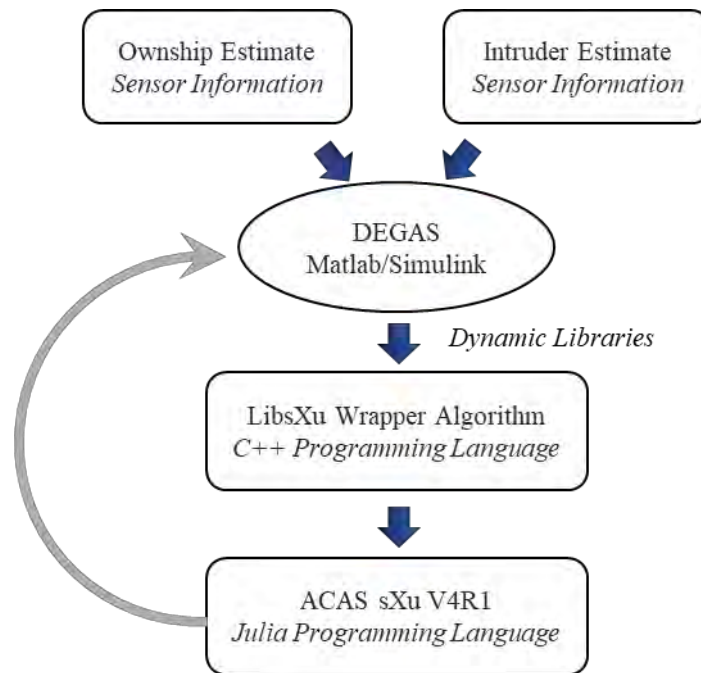 Ownship Estimate
Sensor Information
Intruder Estimate
Sensor Information
DEGAS
Matlab/Simulink
Dynamic Libraries
LibsXu Wrapper Algorithm
C++ Programming Language
ACAS sXu V4R1
Julia Programming Language